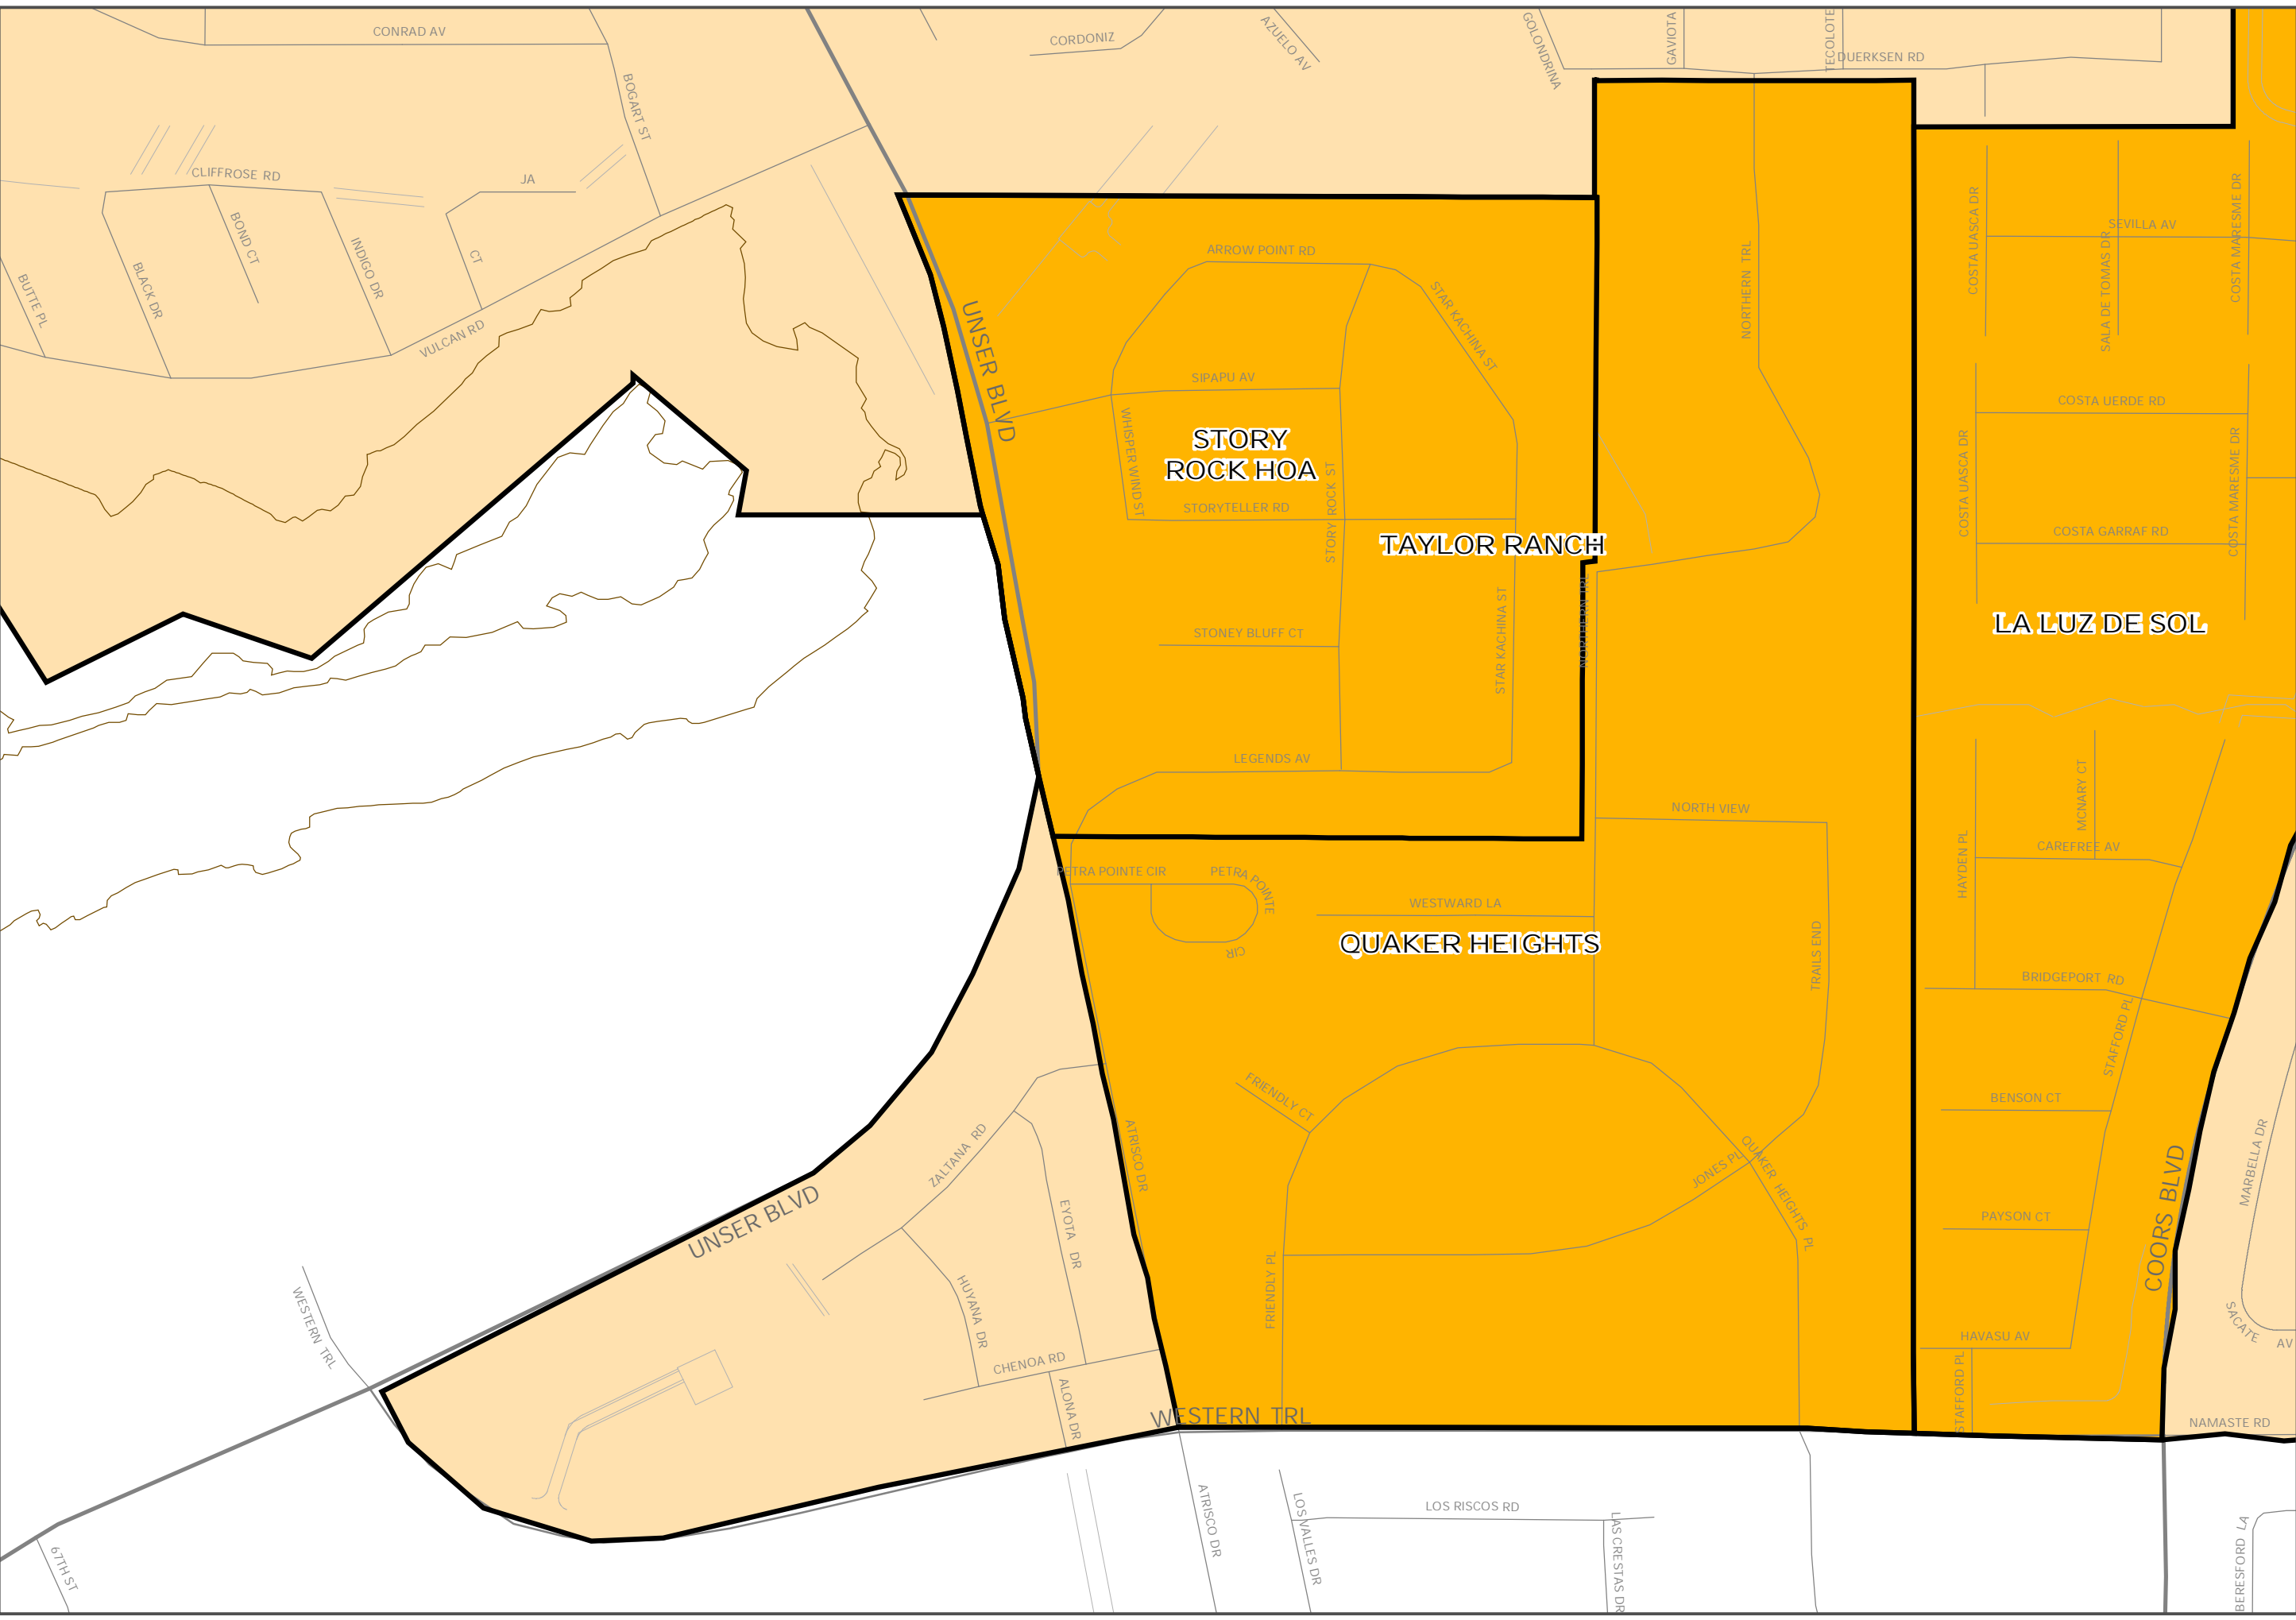 CONRAD AV
CORDONIZ
AZUELO AV
GOLONDRINA
GAVIOTA
TECOLOTE
DUERKSEN RD
BOGART ST
CLIFFROSE RD
JA
CT
BOND CT
BLACK DR
INDIGO DR
BUTTE PL
VULCAN RD
UNSER BLVD
ARROW POINT RD
STAR KACHINA ST
NORTHERN TRL
COSTA UASCA DR
SEVILLA AV
SALA DE TOMAS DR
COSTA MARESME DR
SIPAPU AV
WHISPER WIND ST
STORY
ROCK HOA
STORY ROCK ST
STORYTELLER RD
TAYLOR RANCH
COSTA UERDE RD
COSTA UASCA DR
COSTA MARESME DR
COSTA GARRAF RD
LA LUZ DE SOL
STONEY BLUFF CT
STAR KACHINA ST
NORTHERN TRL
LEGENDS AV
NORTH VIEW
MCNARY CT
HAYDEN PL
CAREFREE AV
PETRA POINTE CIR
PETRA POINTE
CIR
WESTWARD LA
QUAKER HEIGHTS
TRAILS END
BRIDGEPORT RD
STAFFORD PL
FRIENDLY CT
BENSON CT
ATRISCO DR
ZALTANA RD
JONES PL
QUAKER HEIGHTS PL
COORS BLVD
MARBELLA DR
UNSER BLVD
EYOTA DR
PAYSON CT
FRIENDLY PL
HUYANA DR
WESTERN TRL
SACATE
AV
HAVASU AV
CHENOA RD
ALONA DR
STAFFORD PL
WESTERN TRL
NAMASTE RD
ATRISCO DR
LOS VALLES DR
LOS RISCOS RD
LAS CRESTAS DR
BERESFORD LA
67TH ST